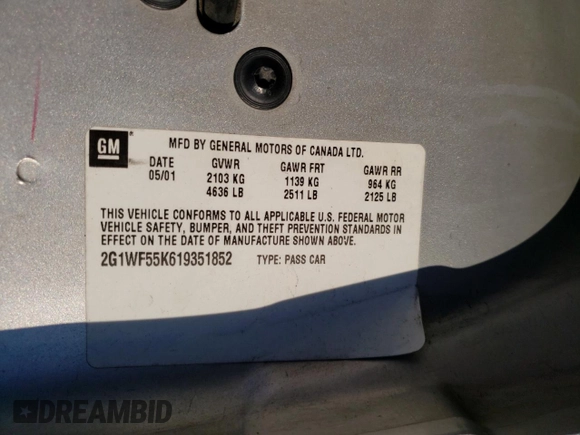 GM
MFD BY GENERAL MOTORS OF CANADA LTD.
DATE GVWR GAWR FRT GAWR RR
05/01 2103 KG 1139 KG 964 KG
4636 LB 2511 LB 2125 LB
THIS VEHICLE CONFORMS TO ALL APPLICABLE U.S. FEDERAL MOTOR
VEHICLE SAFETY, BUMPER, AND THEFT PREVENTION STANDARDS IN
EFFECT ON THE DATE OF MANUFACTURE SHOWN ABOVE.
2G1WF55K619351852 TYPE: PASS CAR
DREAMBID